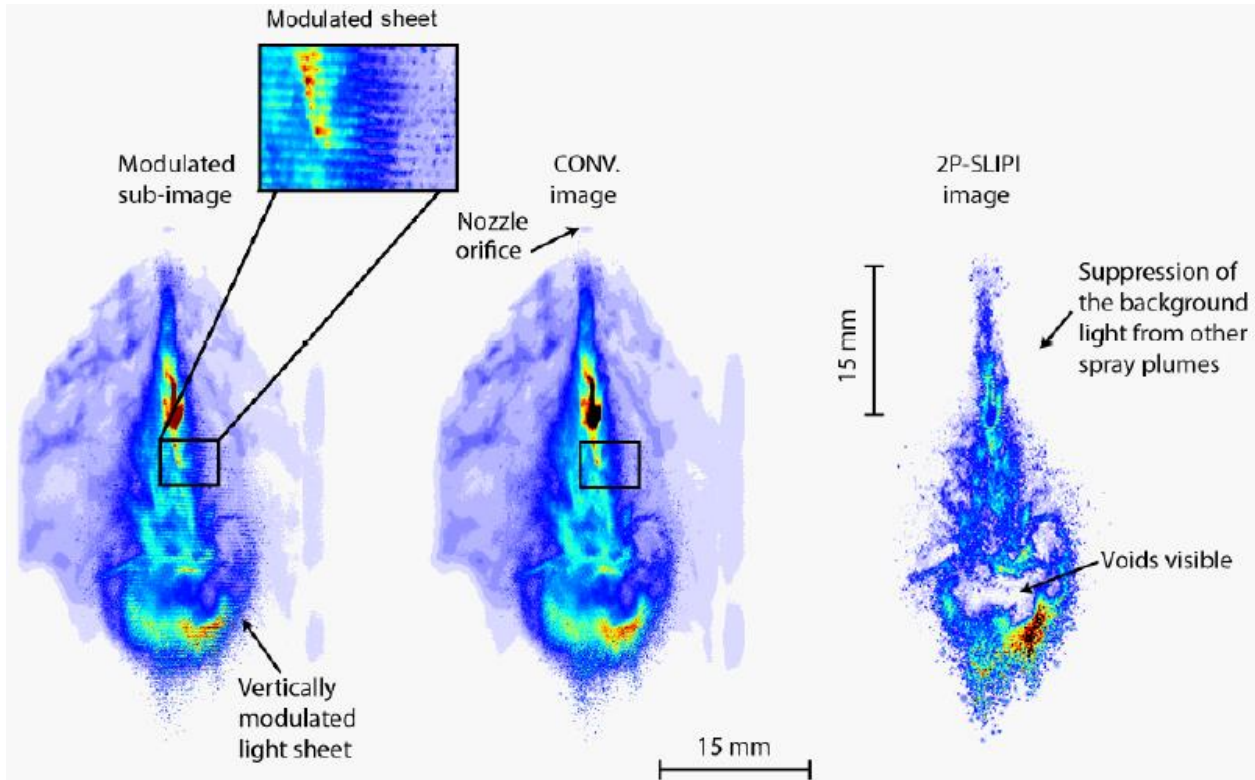 Modulated sheet
Modulated
sub-image
CONV.
image
2P-SLIPI
image
Nozzle
orifice
Suppression of
the background
light from other
spray plumes
15 mm
Voids visible
Vertically
modulated
light sheet
15 mm